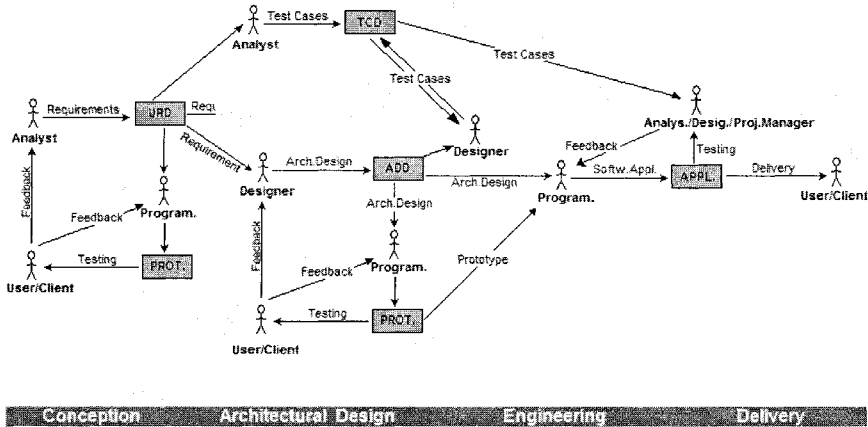 Test Cases
TCD
Analyst
Test Cases
Test Cases
Requirements
URD
Requ
Analyst
Requirement
Analys./Desig./Proj.Manager
Feedback
Testing
Designer
Arch.Design
ADD
Designer
Arch.Design
Program.
Softw.Appl.
APPL.
Delivery
User/Client
Feedback
Feedback
Program.
Arch.Design
Feedback
Feedback
Program.
Prototype
User/Client
Testing
PROT.
User/Client
Testing
PROT.
Conception
Architectural Design
Engineering
Delivery